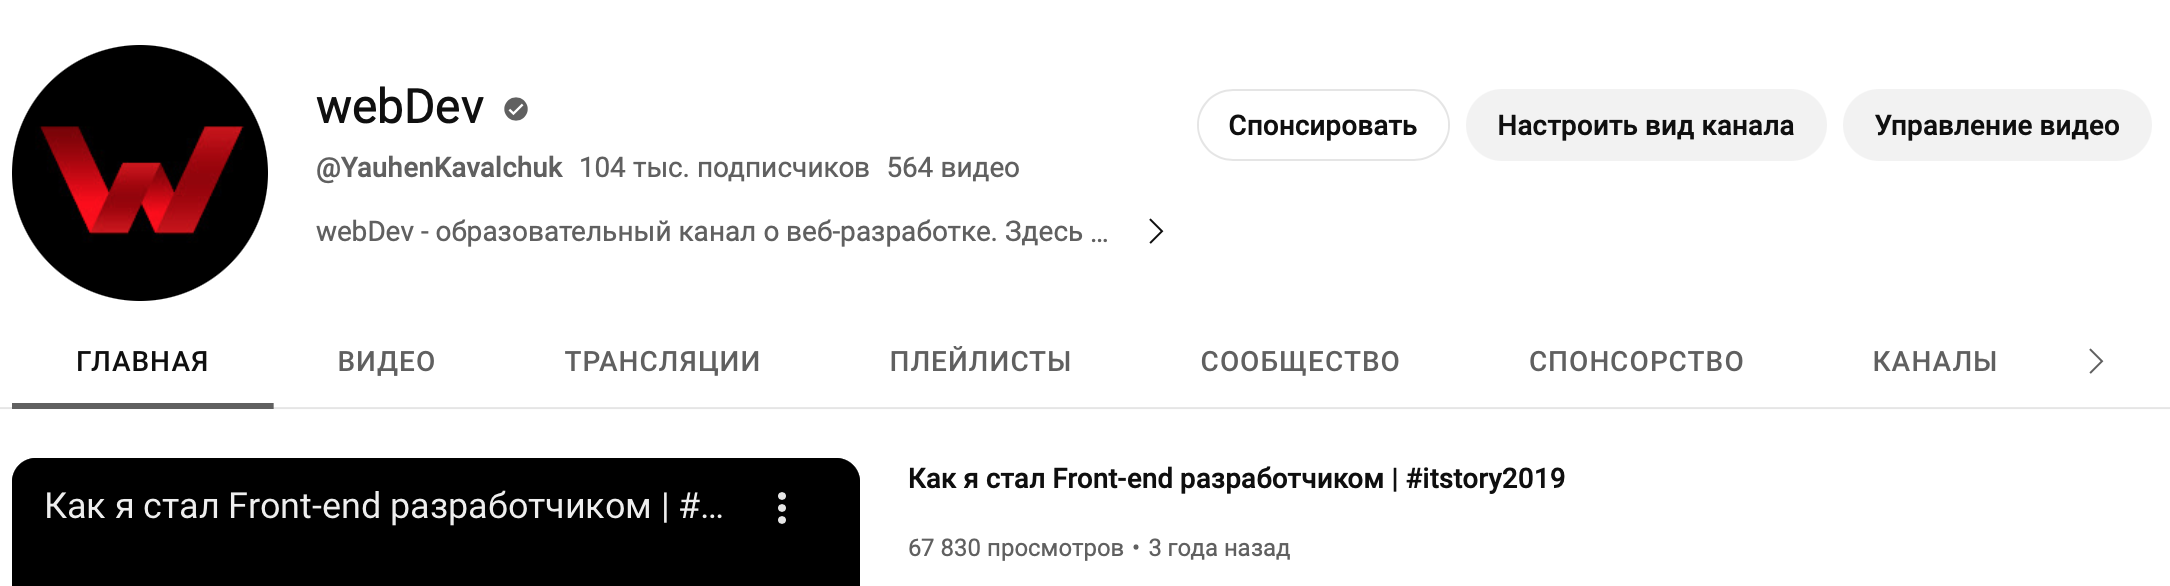 webDev
@YauhenKavalchuk 104 тыс. подписчиков 564 видео
webDev - образовательный канал о веб-разработке. Здесь ...
Спонсировать Настроить вид канала Управление видео
ГЛАВНАЯ ВИДЕО ТРАНСЛЯЦИИ ПЛЕЙЛИСТЫ СООБЩЕСТВО СПОНСОРСТВО КАНАЛЫ
Как я стал Front-end разработчиком | #...
Как я стал Front-end разработчиком | #itstory2019
67 830 просмотров • 3 года назад